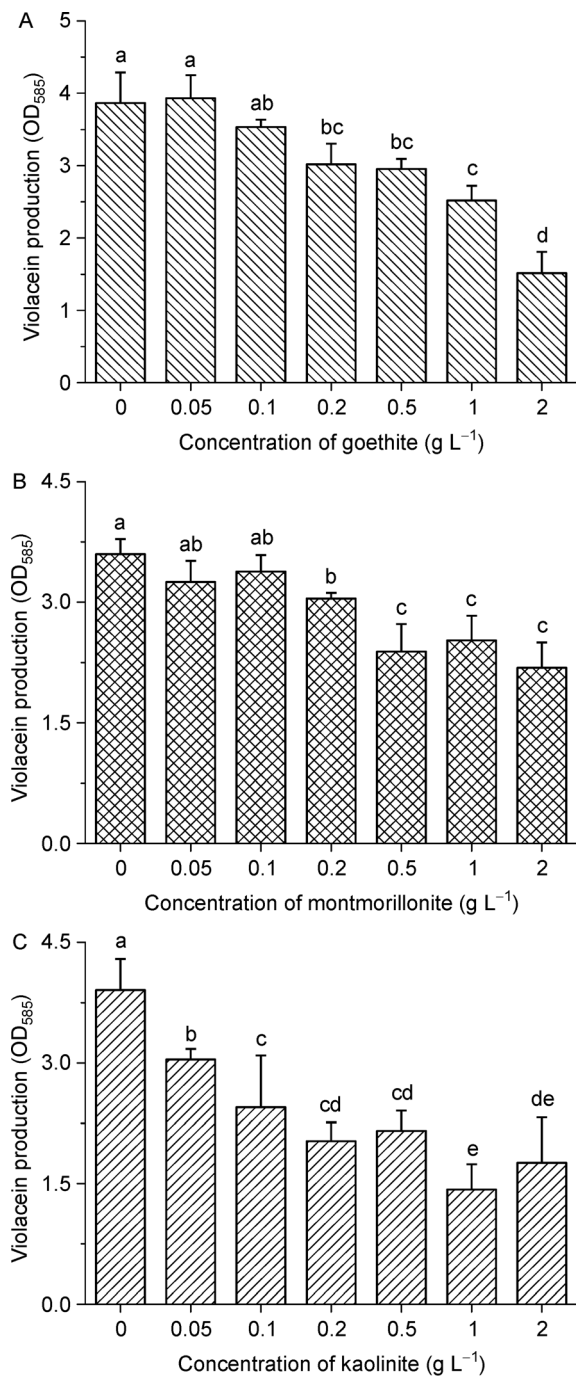 A
5
4
3
2
1
0
Violacein production (OD₅₈₅)
a a ab bc bc c d
0 0.05 0.1 0.2 0.5 1 2
Concentration of goethite (g L⁻¹)
B
4.5
3.0
1.5
0.0
Violacein production (OD₅₈₅)
a ab ab b c c c
0 0.05 0.1 0.2 0.5 1 2
Concentration of montmorillonite (g L⁻¹)
C
4.5
3.0
1.5
0.0
Violacein production (OD₅₈₅)
a b c cd cd e de
0 0.05 0.1 0.2 0.5 1 2
Concentration of kaolinite (g L⁻¹)